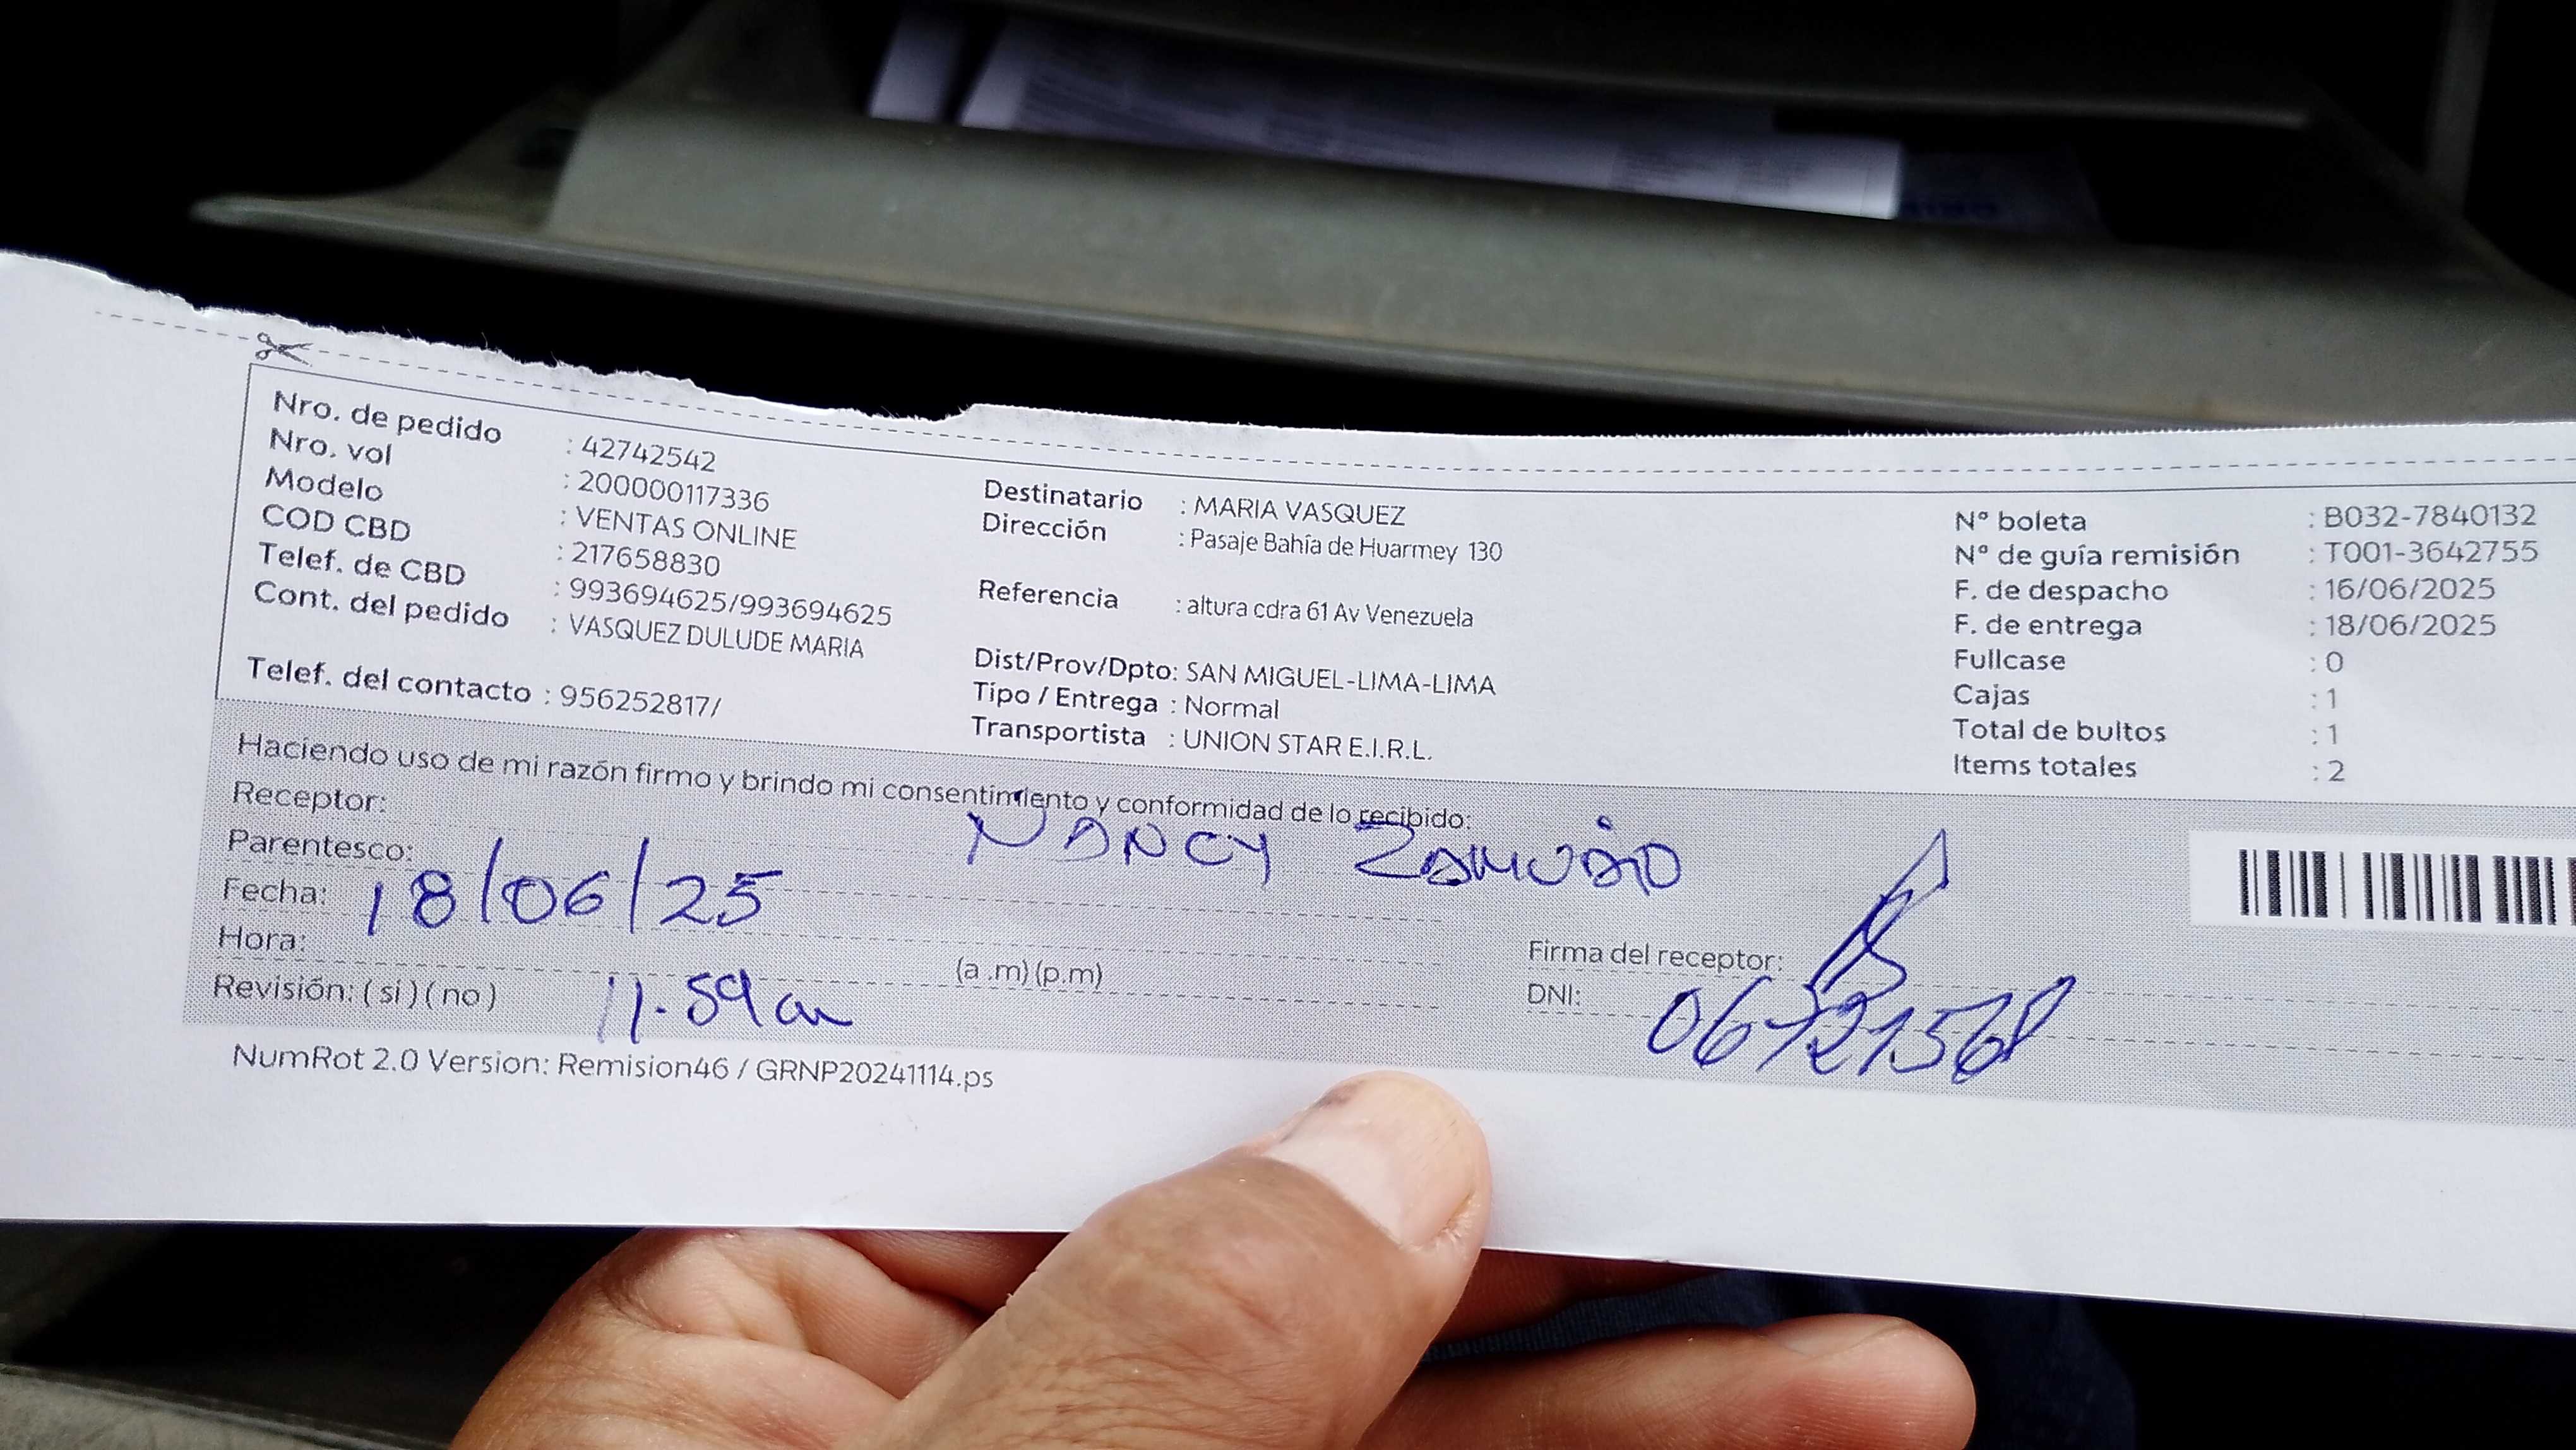 Nro. de pedido : 42742542
Nro. vol : 200000117336
Modelo : VENTAS ONLINE
COD CBD : 217658830
Telef. de CBD : 993694625/993694625
Cont. del pedido : VASQUEZ DULUDE MARIA
Telef. del contacto : 956252817/
Destinatario : MARIA VASQUEZ
Dirección : Pasaje Bahía de Huarmey 130
Referencia : altura cdra 61 Av Venezuela
Dist/Prov/Dpto: SAN MIGUEL-LIMA-LIMA
Tipo / Entrega : Normal
Transportista : UNION STAR E.I.R.L.
N° boleta : B032-7840132
N° de guía remisión : T001-3642755
F. de despacho : 16/06/2025
F. de entrega : 18/06/2025
Fullcase : 0
Cajas : 1
Total de bultos : 1
Items totales : 2
Haciendo uso de mi razón firmo y brindo mi consentimiento y conformidad de lo recibido:
Receptor: NANCY ZAMUDIO
Parentesco:
Fecha: 18/06/25
Hora: 11.59am (a .m) (p.m)
Revisión: ( si ) ( no )
Firma del receptor:
DNI:
NumRot 2.0 Version: Remision46 / GRNP20241114.ps